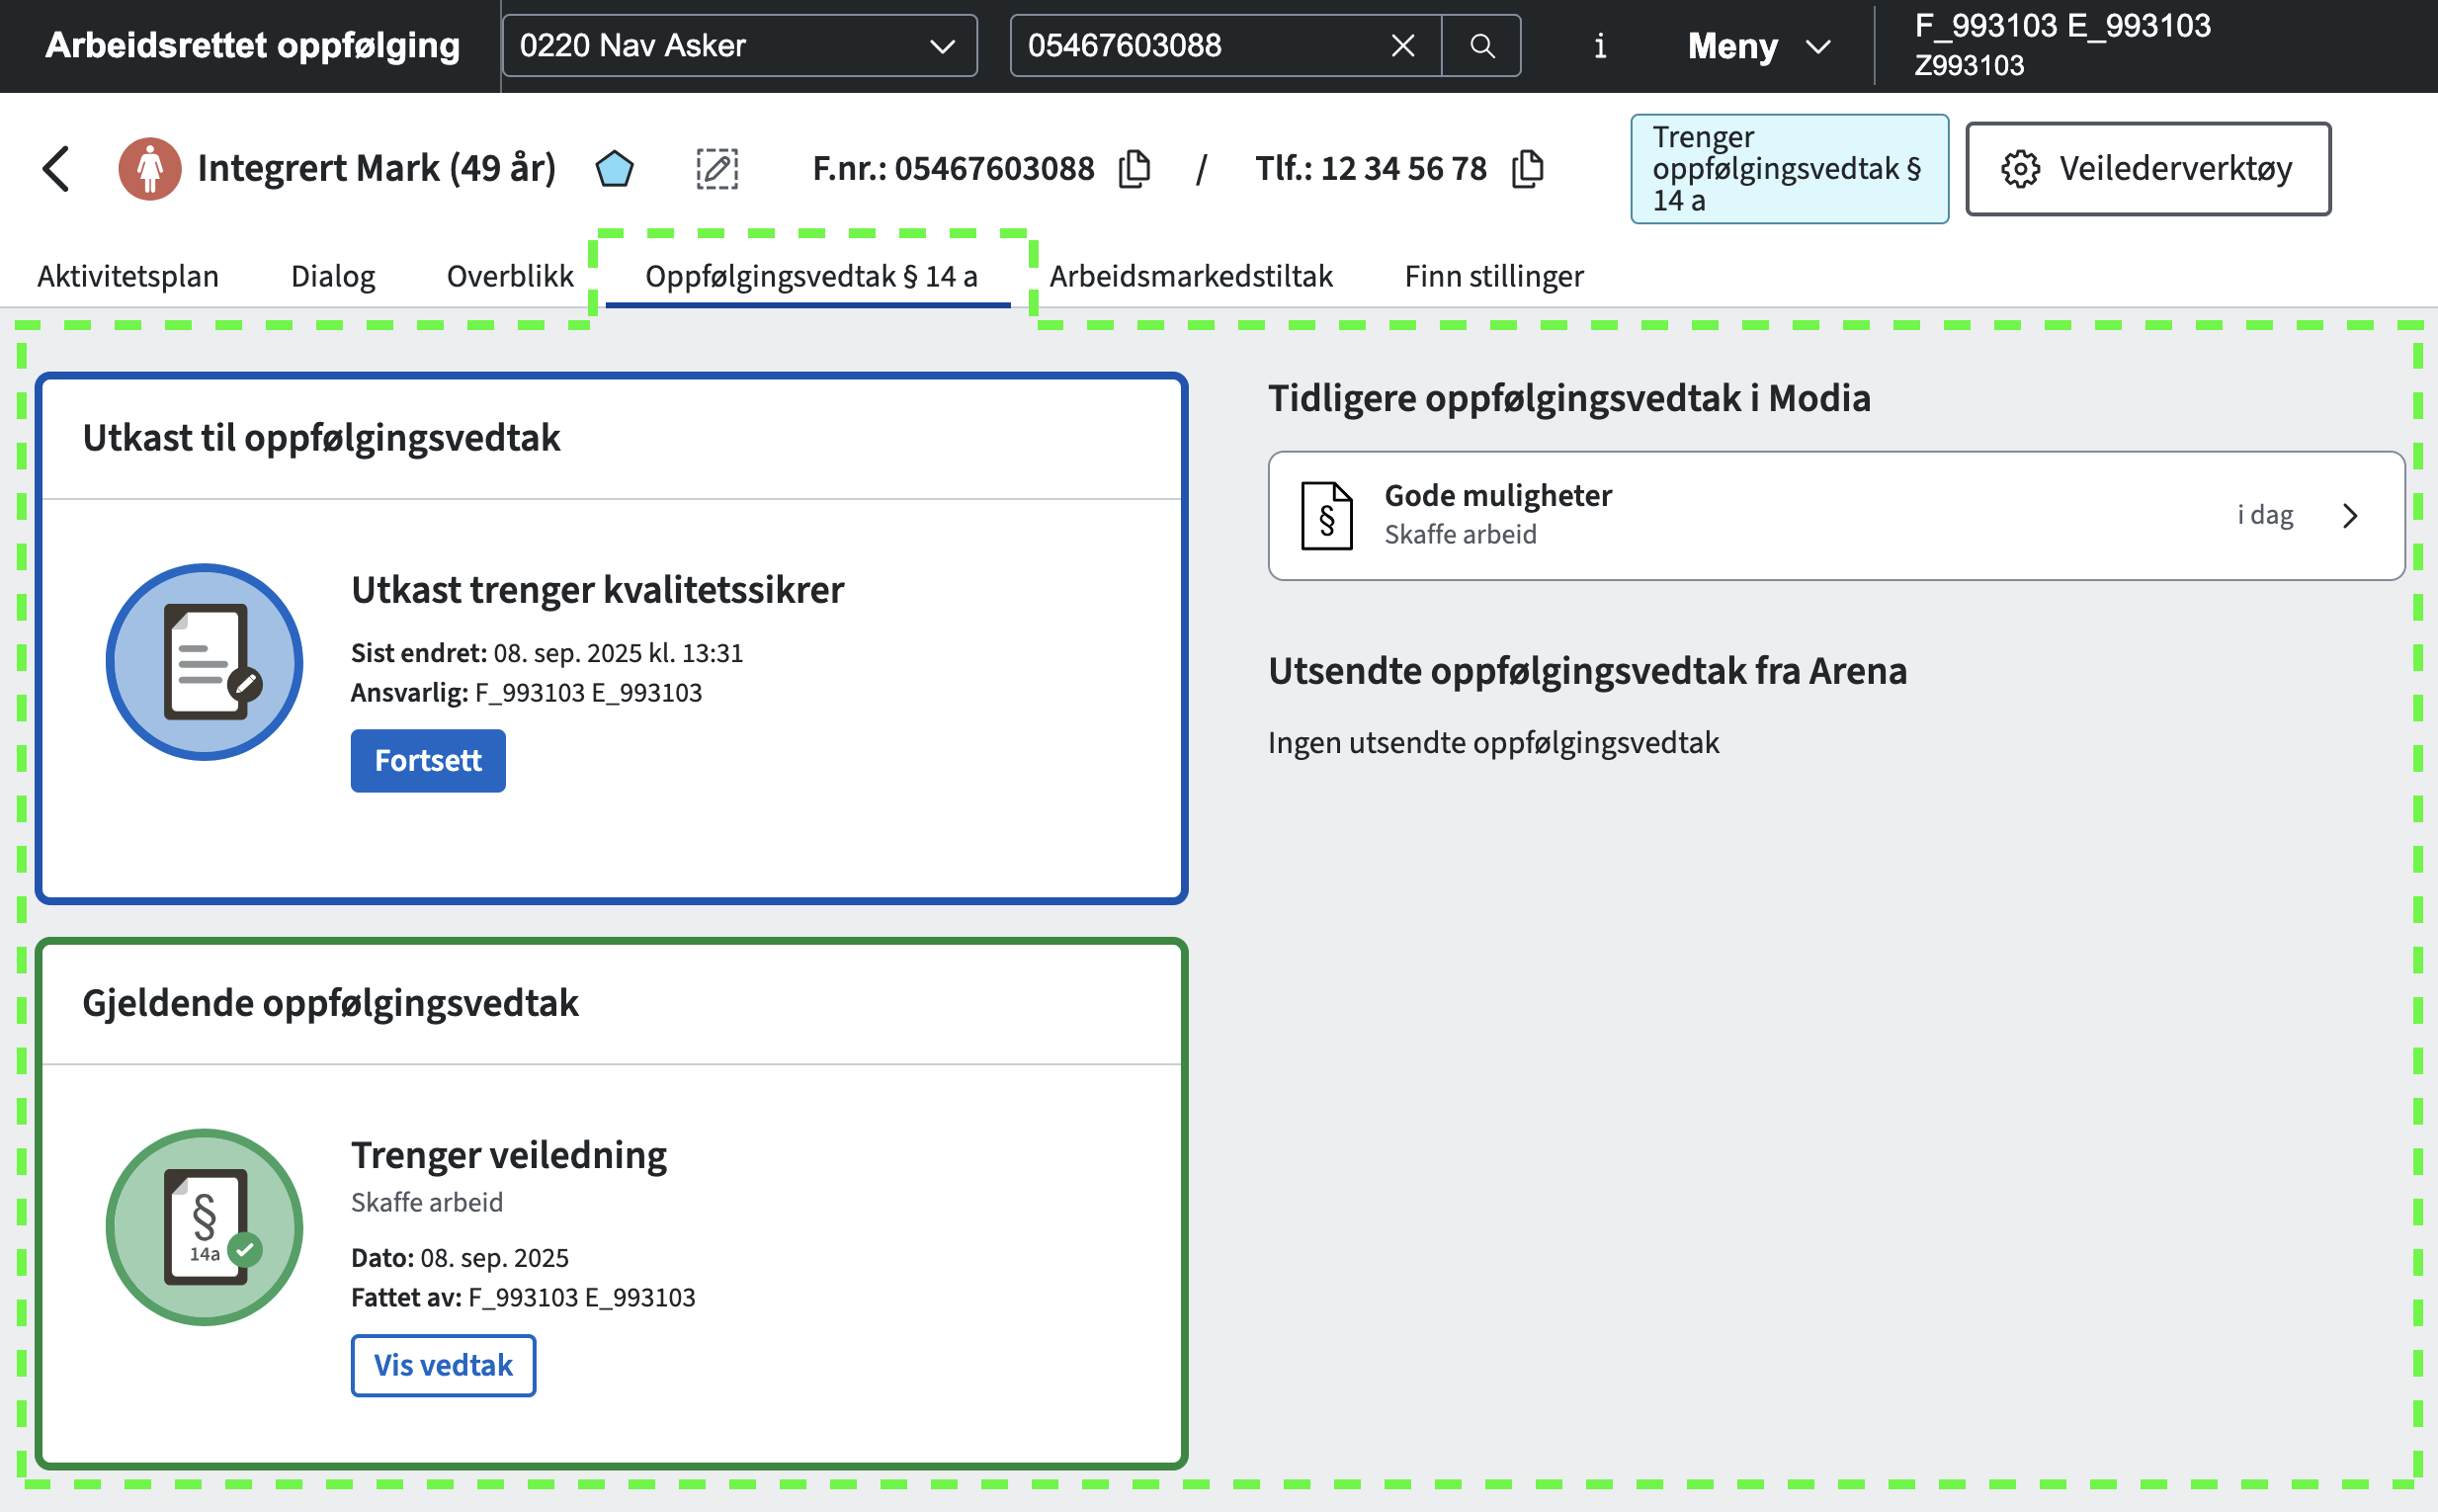 Arbeidsrettet oppfølging
0220 Nav Asker
05467603088
i
Meny
F_993103 E_993103
Z993103
Integrert Mark (49 år)
F.nr.: 05467603088
/
Tlf.: 12 34 56 78
Trenger
oppfølgingsvedtak §
14 a
Veilederverktøy
Aktivitetsplan
Dialog
Overblikk
Oppfølgingsvedtak § 14 a
Arbeidsmarkedstiltak
Finn stillinger
Utkast til oppfølgingsvedtak
Utkast trenger kvalitetssikrer
Sist endret: 08. sep. 2025 kl. 13:31
Ansvarlig: F_993103 E_993103
Fortsett
Gjeldende oppfølgingsvedtak
§
14a
Trenger veiledning
Skaffe arbeid
Dato: 08. sep. 2025
Fattet av: F_993103 E_993103
Vis vedtak
Tidligere oppfølgingsvedtak i Modia
§
Gode muligheter
Skaffe arbeid
i dag
Utsendte oppfølgingsvedtak fra Arena
Ingen utsendte oppfølgingsvedtak